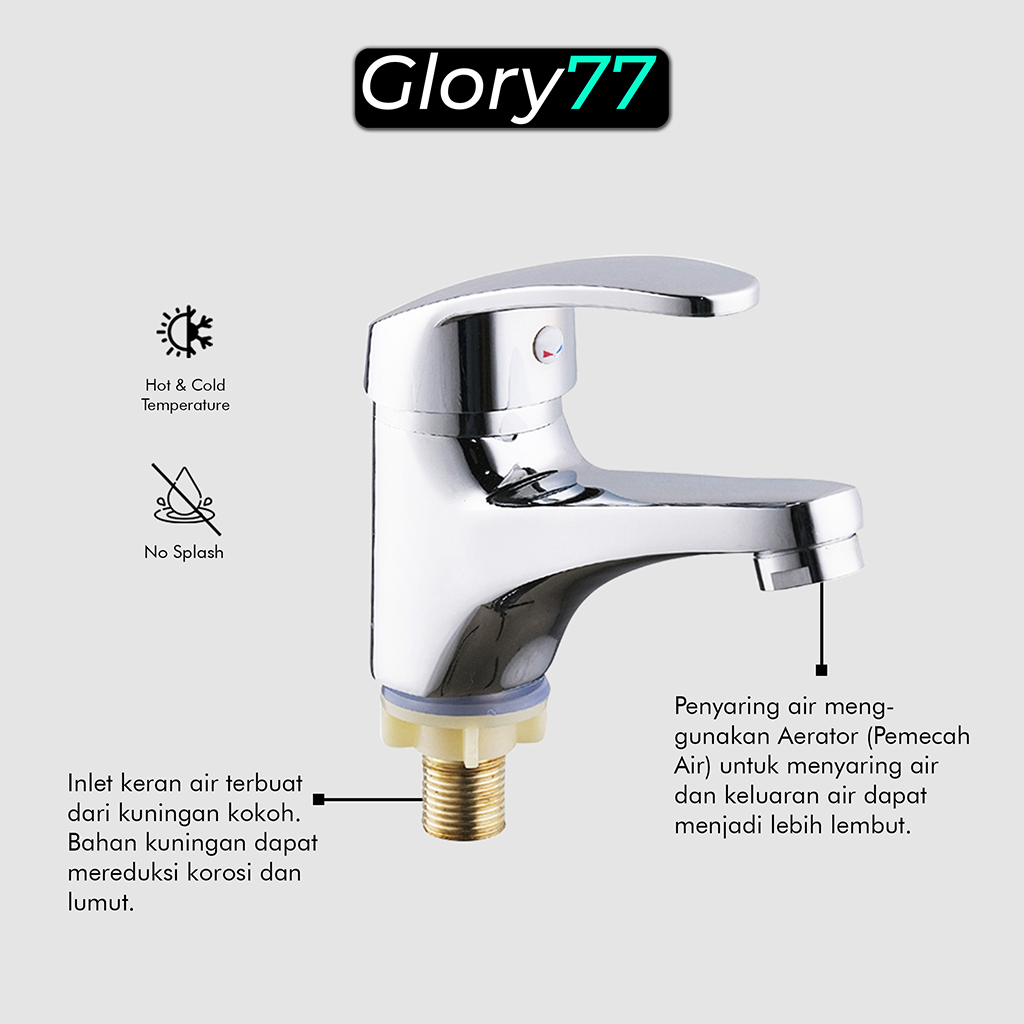 Glory77
Hot & Cold
Temperature
No Splash
Penyaring air meng-
gunakan Aerator (Pemecah
Air) untuk menyaring air
dan keluaran air dapat
menjadi lebih lembut.
Inlet keran air terbuat
dari kuningan kokoh.
Bahan kuningan dapat
mereduksi korosi dan
lumut.